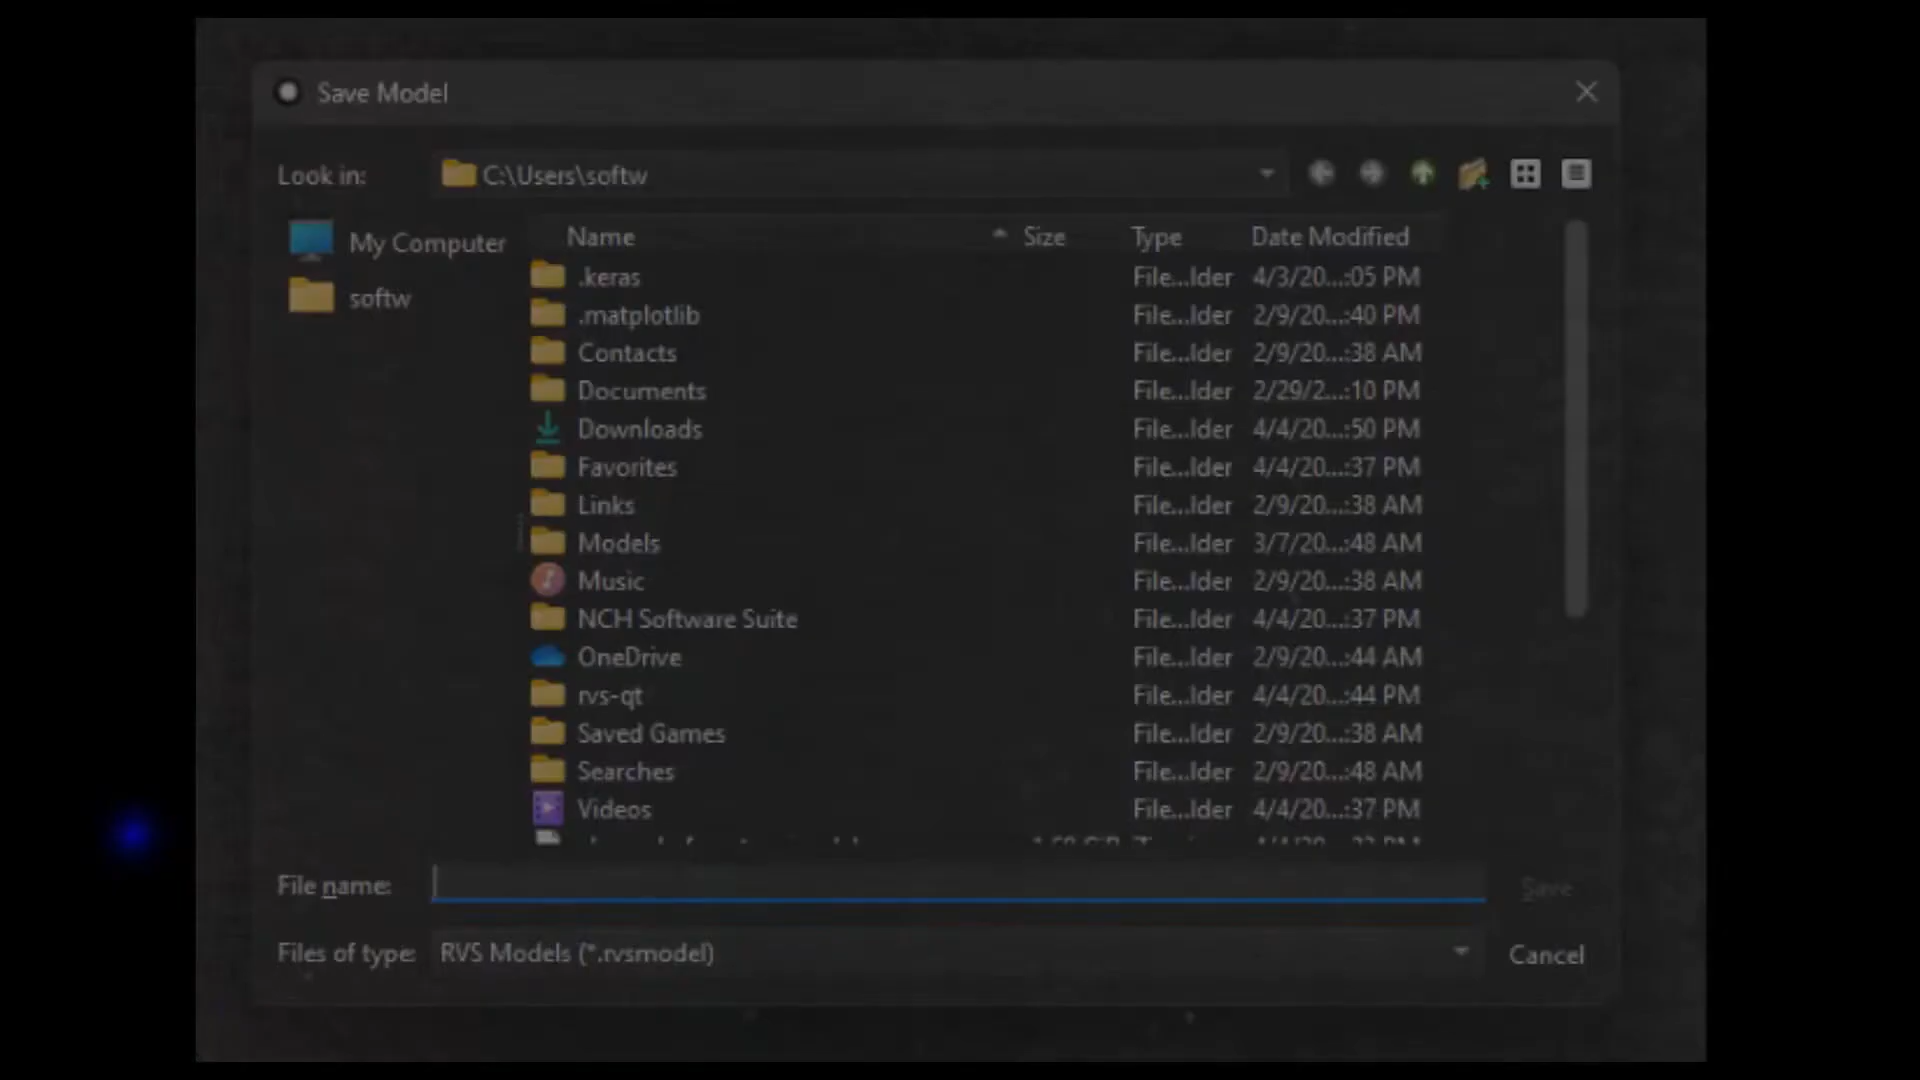 Save Model
Look in: C:\Users\softw
My Computer
softw
Name Size Type Date Modified
.keras File...lder 4/3/20...:05 PM
.matplotlib File...lder 2/9/20...:40 PM
Contacts File...lder 2/9/20...:38 AM
Documents File...lder 2/29/2...:10 PM
Downloads File...lder 4/4/20...:50 PM
Favorites File...lder 4/4/20...:37 PM
Links File...lder 2/9/20...:38 AM
Models File...lder 3/7/20...:48 AM
Music File...lder 2/9/20...:38 AM
NCH Software Suite File...lder 4/4/20...:37 PM
OneDrive File...lder 2/9/20...:44 AM
rvs-qt File...lder 4/4/20...:44 PM
Saved Games File...lder 2/9/20...:38 AM
Searches File...lder 2/9/20...:48 AM
Videos File...lder 4/4/20...:37 PM
File name: Save
Files of type: RVS Models (*.rvsmodel) Cancel